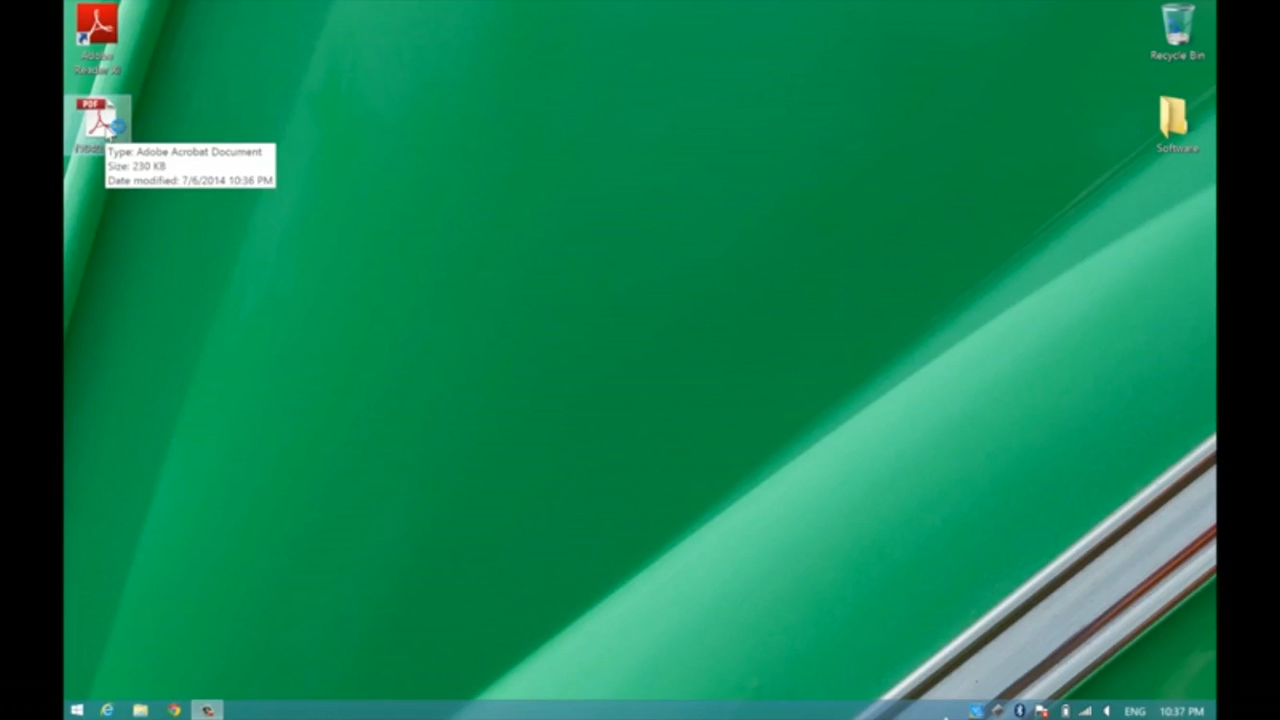 Adobe
Reader XI
PDF
Type: Adobe Acrobat Document
Size: 230 KB
Date modified: 7/6/2014 10:36 PM
Recycle Bin
Software
ENG
10:37 PM